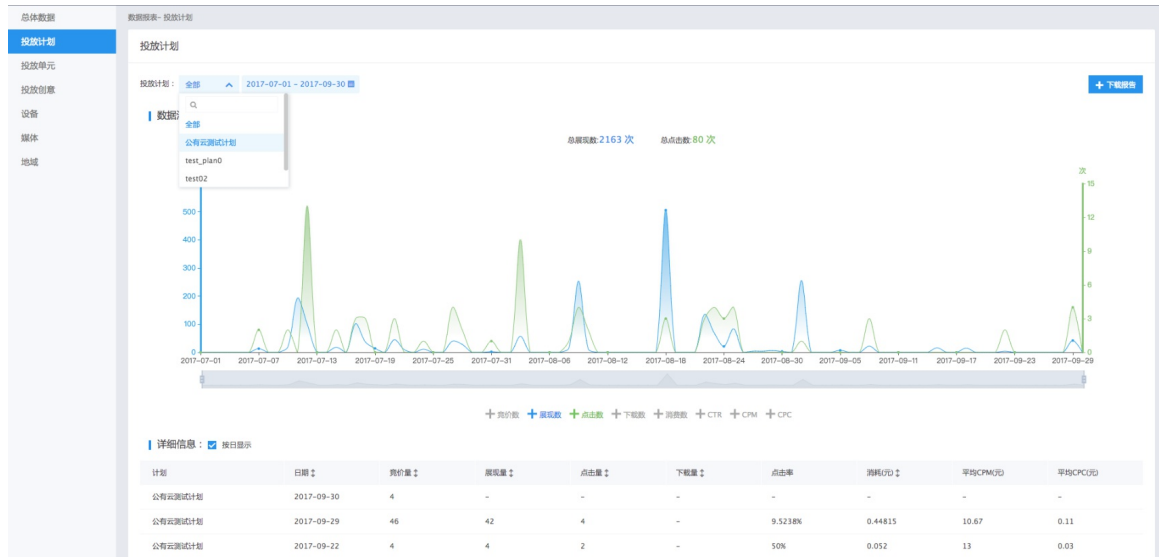 总体数据
投放计划
投放单元
投放创意
设备
媒体
地域
数据报表- 投放计划
投放计划
投放计划： 全部 2017-07-01 ~ 2017-09-30
下载报告
数据
全部
公有云测试计划
test_plan0
test02
总展现数:2163 次 总点击数:80 次
次
500
400
300
200
100
0
15
12
9
6
3
0
2017-07-01 2017-07-07 2017-07-13 2017-07-19 2017-07-25 2017-07-31 2017-08-06 2017-08-12 2017-08-18 2017-08-24 2017-08-30 2017-09-05 2017-09-11 2017-09-17 2017-09-23 2017-09-29
竞价数 展现数 点击数 下载数 消费数 CTR CPM CPC
详细信息： 按日显示
计划 日期 竞价量 展现量 点击量 下载量 点击率 消耗(元) 平均CPM(元) 平均CPC(元)
公有云测试计划 2017-09-30 4 - - - - - - -
公有云测试计划 2017-09-29 46 42 4 - 9.5238% 0.44815 10.67 0.11
公有云测试计划 2017-09-22 4 4 2 - 50% 0.052 13 0.03